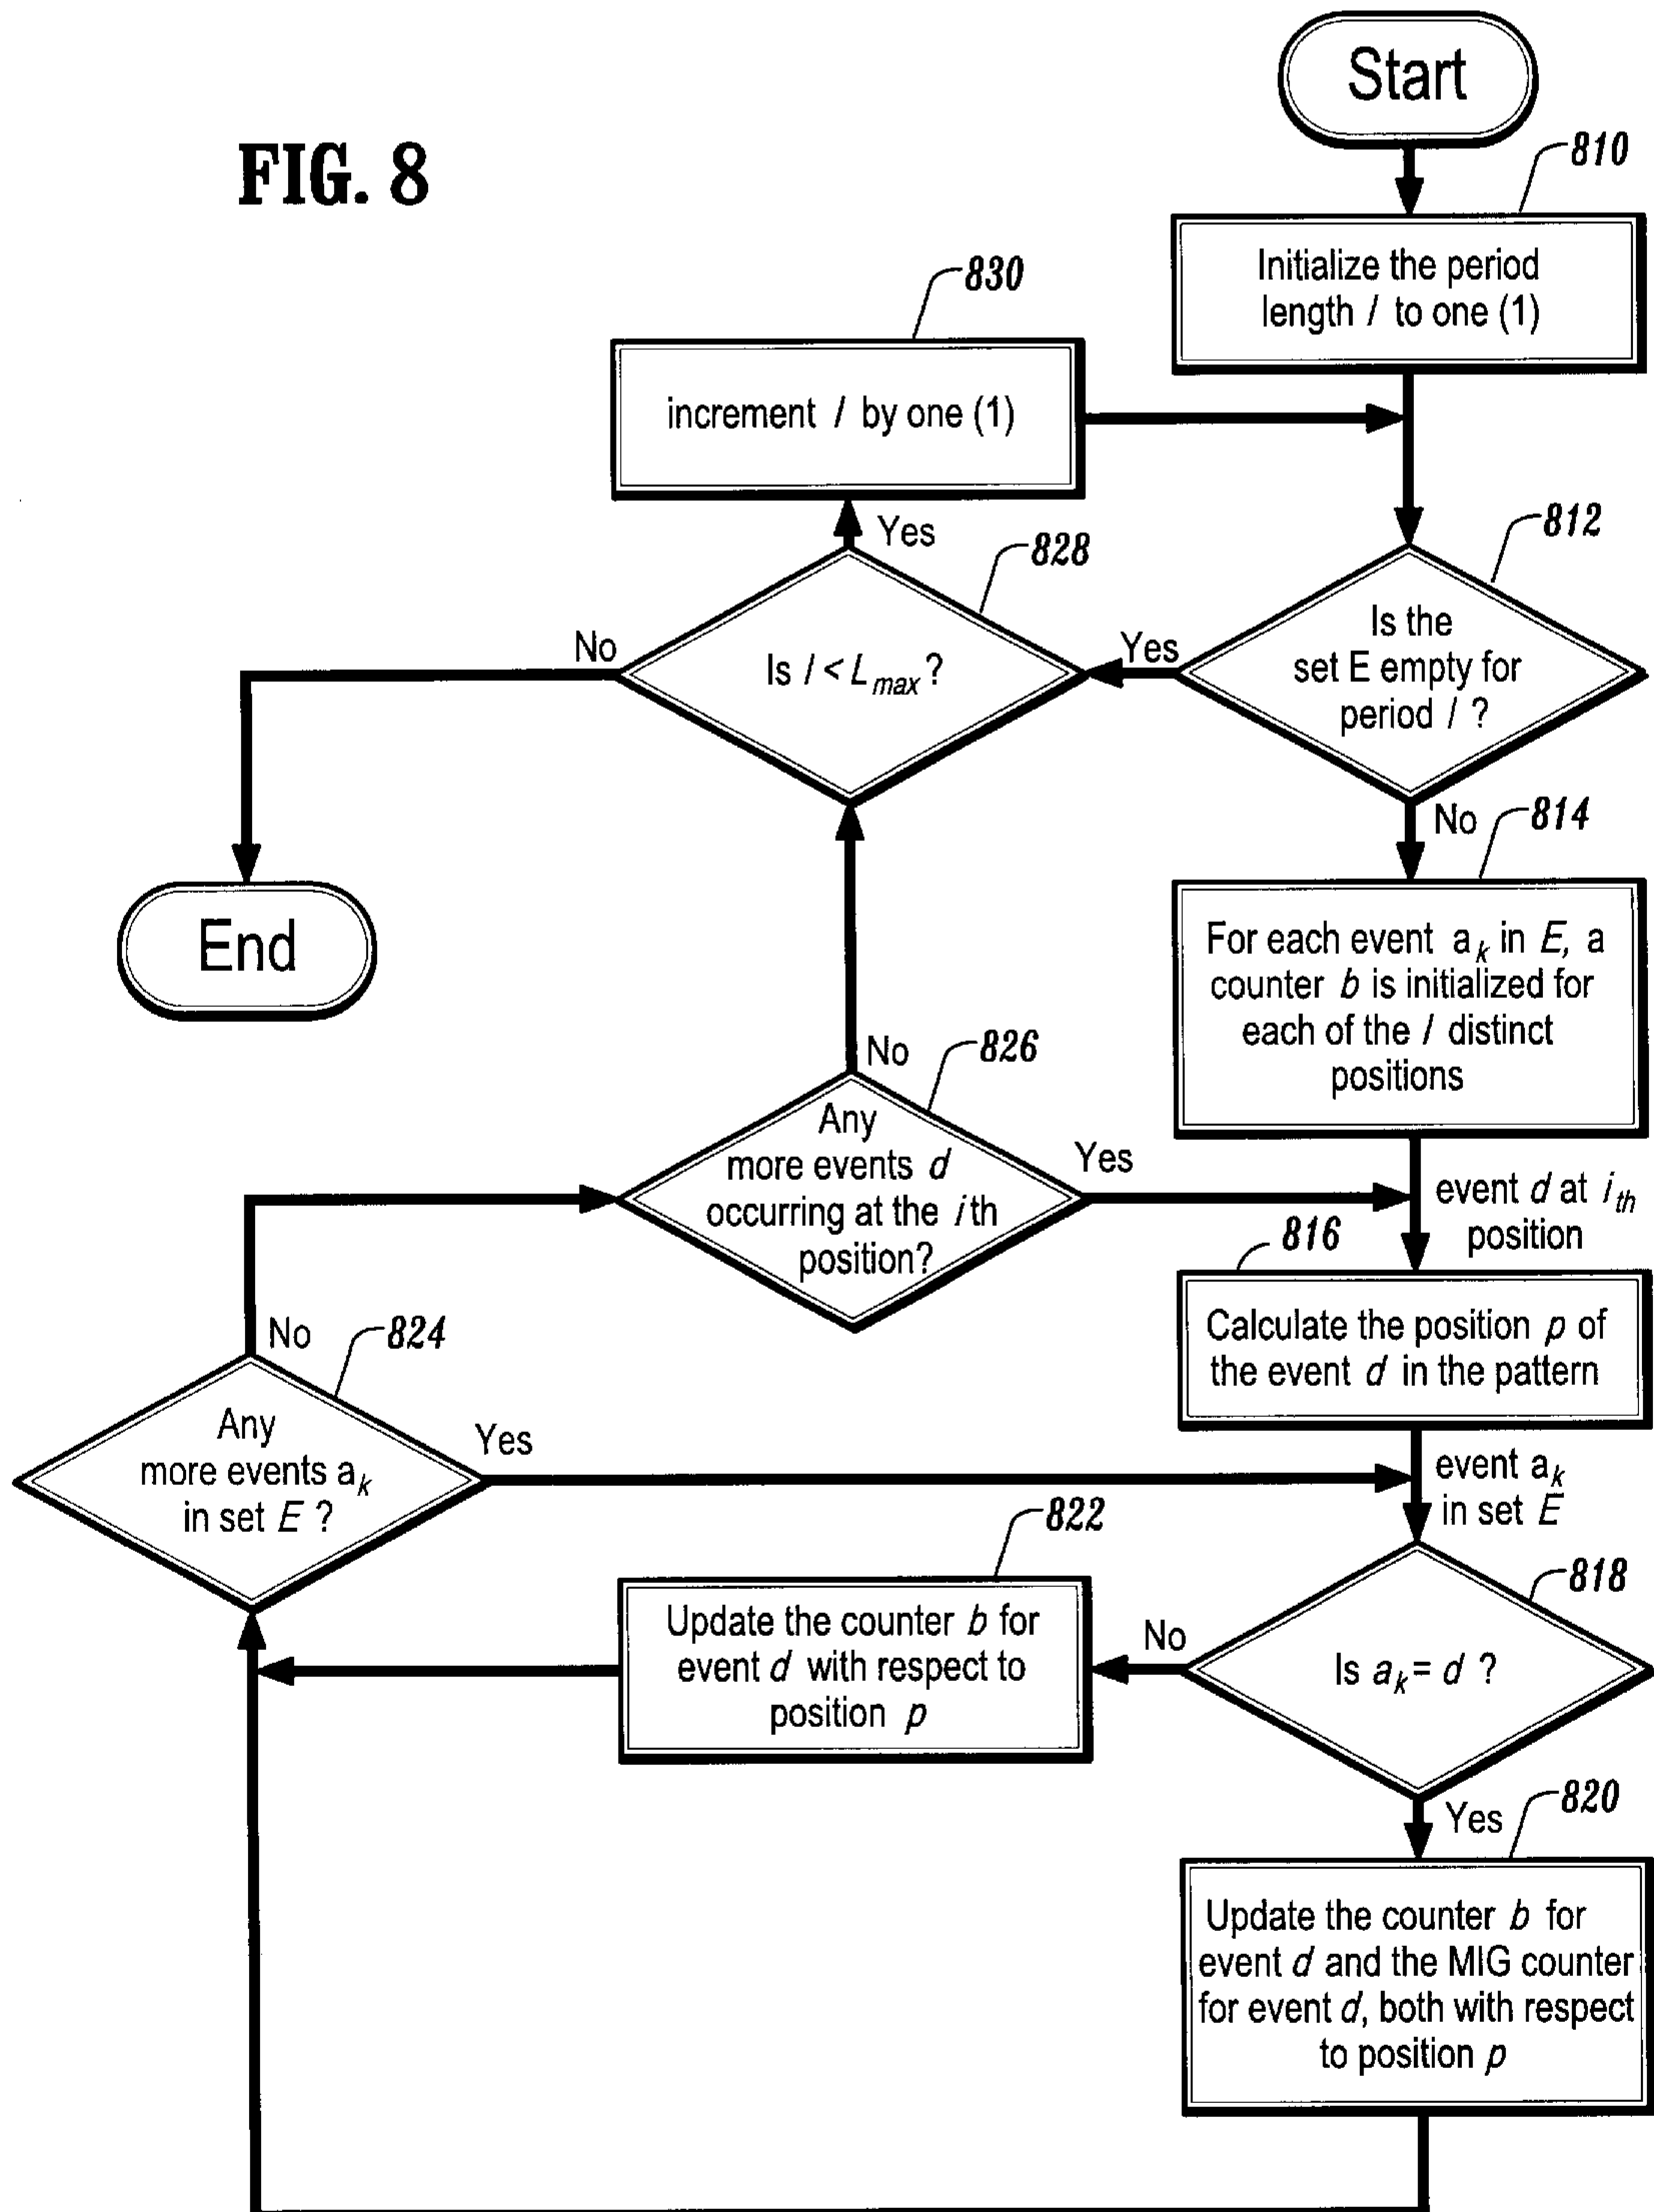 FIG. 8
Start
810
Initialize the period
length l to one (1)
830
increment l by one (1)
Yes
828
Is l < Lmax?
No
End
812
Is the
set E empty for
period l ?
Yes
No
814
For each event ak in E, a
counter b is initialized for
each of the l distinct
positions
event d at ith
position
No
826
Any
more events d
occurring at the ith
position?
Yes
816
Calculate the position p of
the event d in the pattern
No
824
Any
more events ak
in set E ?
Yes
event ak
in set E
822
Update the counter b for
event d with respect to
position p
No
818
Is ak = d ?
Yes
820
Update the counter b for
event d and the MIG counter
for event d, both with respect
to position p